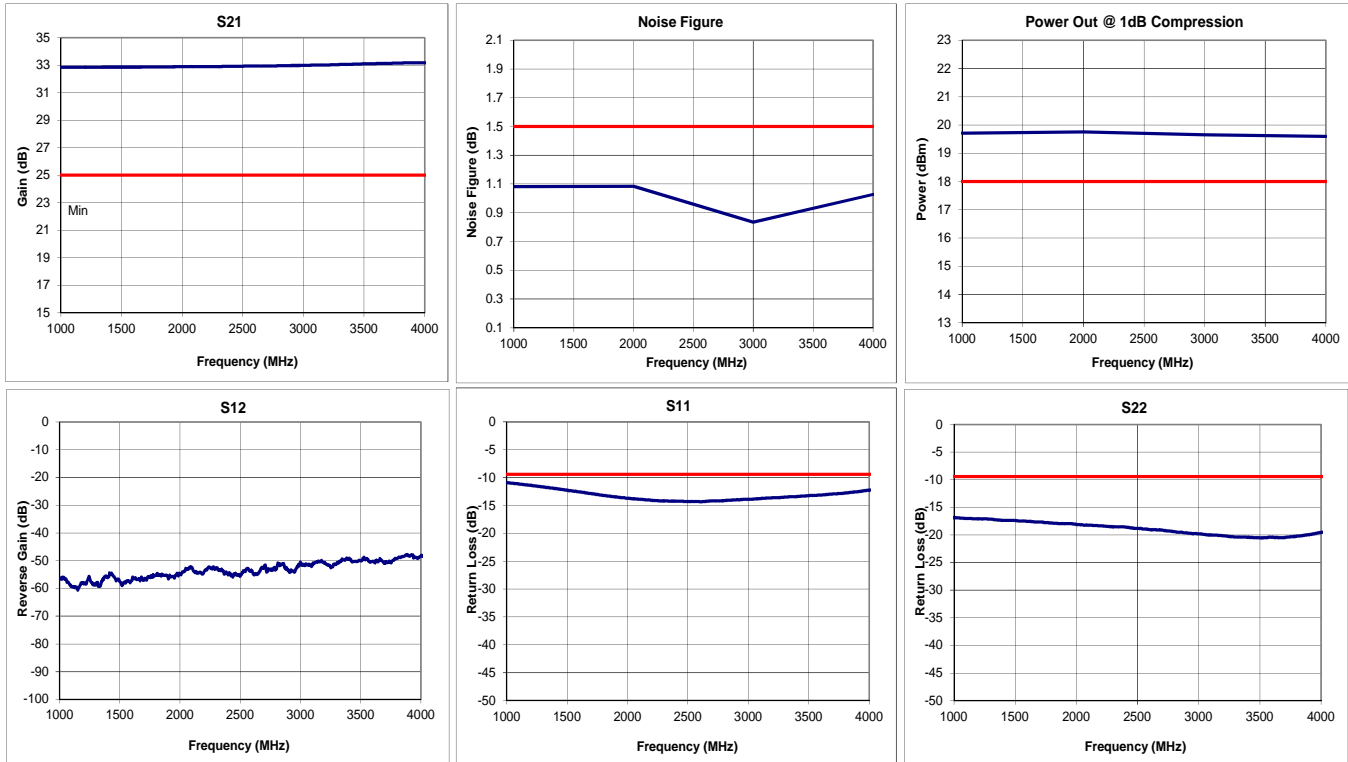 S21
Gain (dB)
35
33
31
29
27
25
23
21
19
17
15
Min
1000 1500 2000 2500 3000 3500 4000
Frequency (MHz)
Noise Figure
Noise Figure (dB)
2.1
1.9
1.7
1.5
1.3
1.1
0.9
0.7
0.5
0.3
0.1
1000 1500 2000 2500 3000 3500 4000
Frequency (MHz)
Power Out @ 1dB Compression
Power (dBm)
23
22
21
20
19
18
17
16
15
14
13
1000 1500 2000 2500 3000 3500 4000
Frequency (MHz)
S12
Reverse Gain (dB)
0
-10
-20
-30
-40
-50
-60
-70
-80
-90
-100
1000 1500 2000 2500 3000 3500 4000
Frequency (MHz)
S11
Return Loss (dB)
0
-5
-10
-15
-20
-25
-30
-35
-40
-45
-50
1000 1500 2000 2500 3000 3500 4000
Frequency (MHz)
S22
Return Loss (dB)
0
-5
-10
-15
-20
-25
-30
-35
-40
-45
-50
1000 1500 2000 2500 3000 3500 4000
Frequency (MHz)